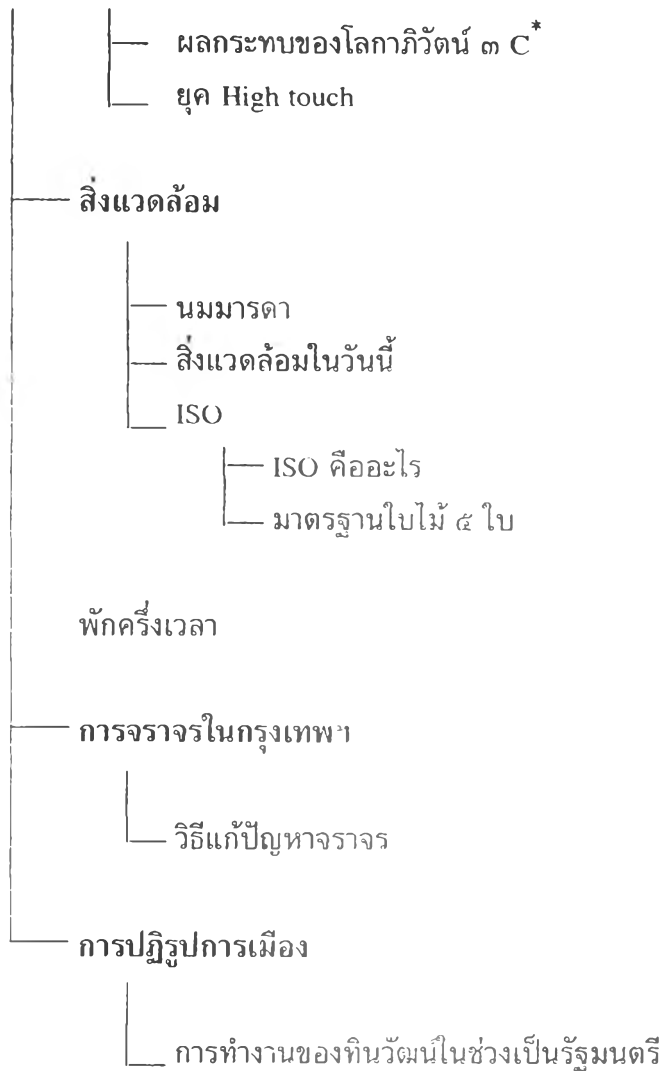 ผลกระทบของโลกาภิวัตน์ ๓ C*
ยุค High touch
สิ่งแวดล้อม
นมมารดา
สิ่งแวดล้อมในวันนี้
ISO
ISO คืออะไร
มาตรฐานใบไม้ ๕ ใบ
พักครึ่งเวลา
การจราจรในกรุงเทพฯ
วิธีแก้ปัญหาจราจร
การปฏิรูปการเมือง
การทำงานของทินวัฒน์ในช่วงเป็นรัฐมนตรี